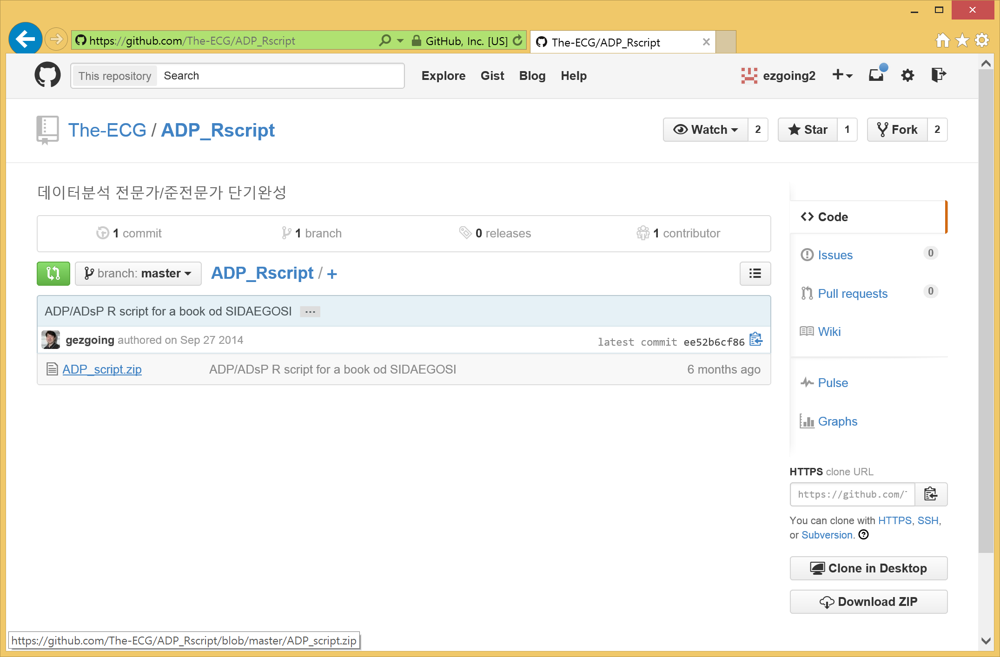 https://github.com/The-ECG/ADP_Rscript GitHub, Inc. [US] The-ECG/ADP_Rscript
This repository Search Explore Gist Blog Help ezgoing2
The-ECG / ADP_Rscript Watch 2 Star 1 Fork 2
데이터분석 전문가/준전문가 단기완성
1 commit 1 branch 0 releases 1 contributor
branch: master ADP_Rscript / +
ADP/ADsP R script for a book od SIDAEGOSI ...
gezgoing authored on Sep 27 2014 latest commit ee52b6cf86
ADP_script.zip ADP/ADsP R script for a book od SIDAEGOSI 6 months ago
Code
Issues 0
Pull requests 0
Wiki
Pulse
Graphs
HTTPS clone URL
https://github.com/
You can clone with HTTPS, SSH,
or Subversion.
Clone in Desktop
Download ZIP
https://github.com/The-ECG/ADP_Rscript/blob/master/ADP_script.zip